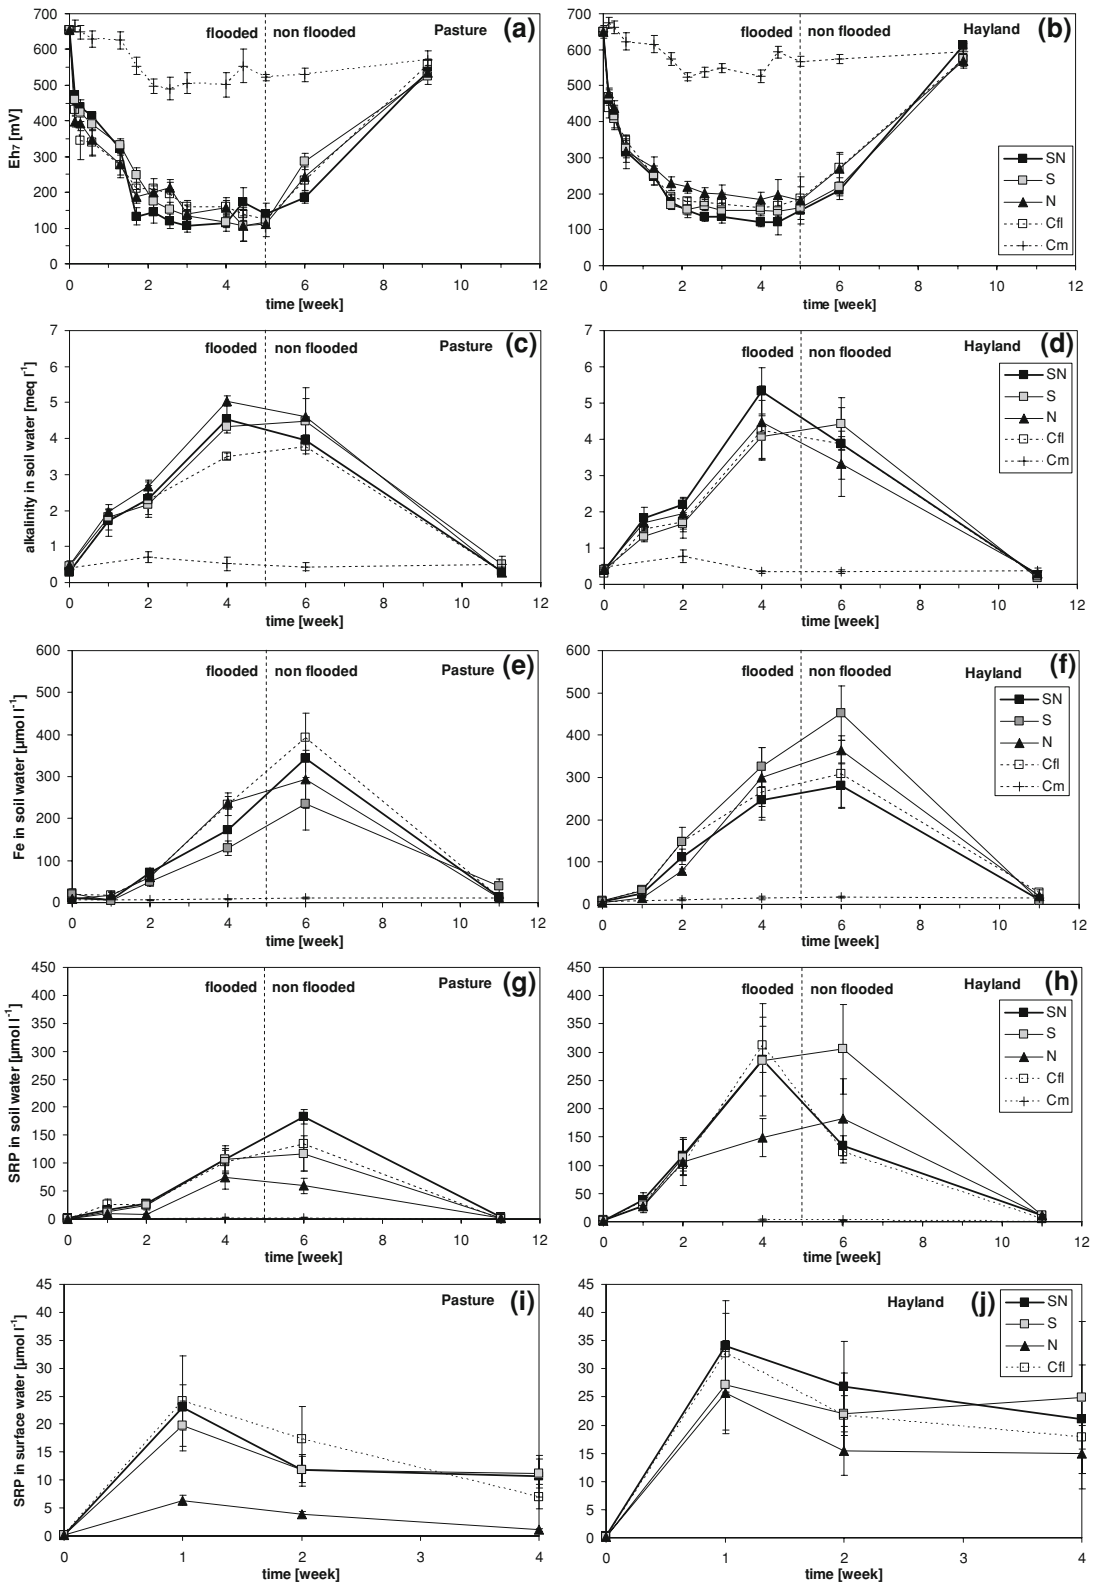 700
600
500
400
300
200
100
0
0 2 4 6 8 10 12
Eh7 [mV]
time [week]
flooded
non flooded
Pasture
(a)
700
600
500
400
300
200
100
0
0 2 4 6 8 10 12
time [week]
flooded
non flooded
Hayland
(b)
SN
S
N
Cfl
Cm
7
6
5
4
3
2
1
0
0 2 4 6 8 10 12
alkalinity in soil water [meq l-1]
time [week]
flooded
non flooded
Pasture
(c)
7
6
5
4
3
2
1
0
0 2 4 6 8 10 12
time [week]
flooded
non flooded
Hayland
(d)
SN
S
N
Cfl
Cm
600
500
400
300
200
100
0
0 2 4 6 8 10 12
Fe in soil water [µmol l-1]
time [week]
flooded
non flooded
Pasture
(e)
600
500
400
300
200
100
0
0 2 4 6 8 10 12
time [week]
flooded
non flooded
Hayland
(f)
SN
S
N
Cfl
Cm
450
400
350
300
250
200
150
100
50
0
0 2 4 6 8 10 12
SRP in soil water [µmol l-1]
time [week]
flooded
non flooded
Pasture
(g)
450
400
350
300
250
200
150
100
50
0
0 2 4 6 8 10 12
time [week]
flooded
non flooded
Hayland
(h)
SN
S
N
Cfl
Cm
45
40
35
30
25
20
15
10
5
0
0 1 2 3 4
SRP in surface water [µmol l-1]
time [week]
Pasture
(i)
45
40
35
30
25
20
15
10
5
0
0 1 2 3 4
time [week]
Hayland
(j)
SN
S
N
Cfl